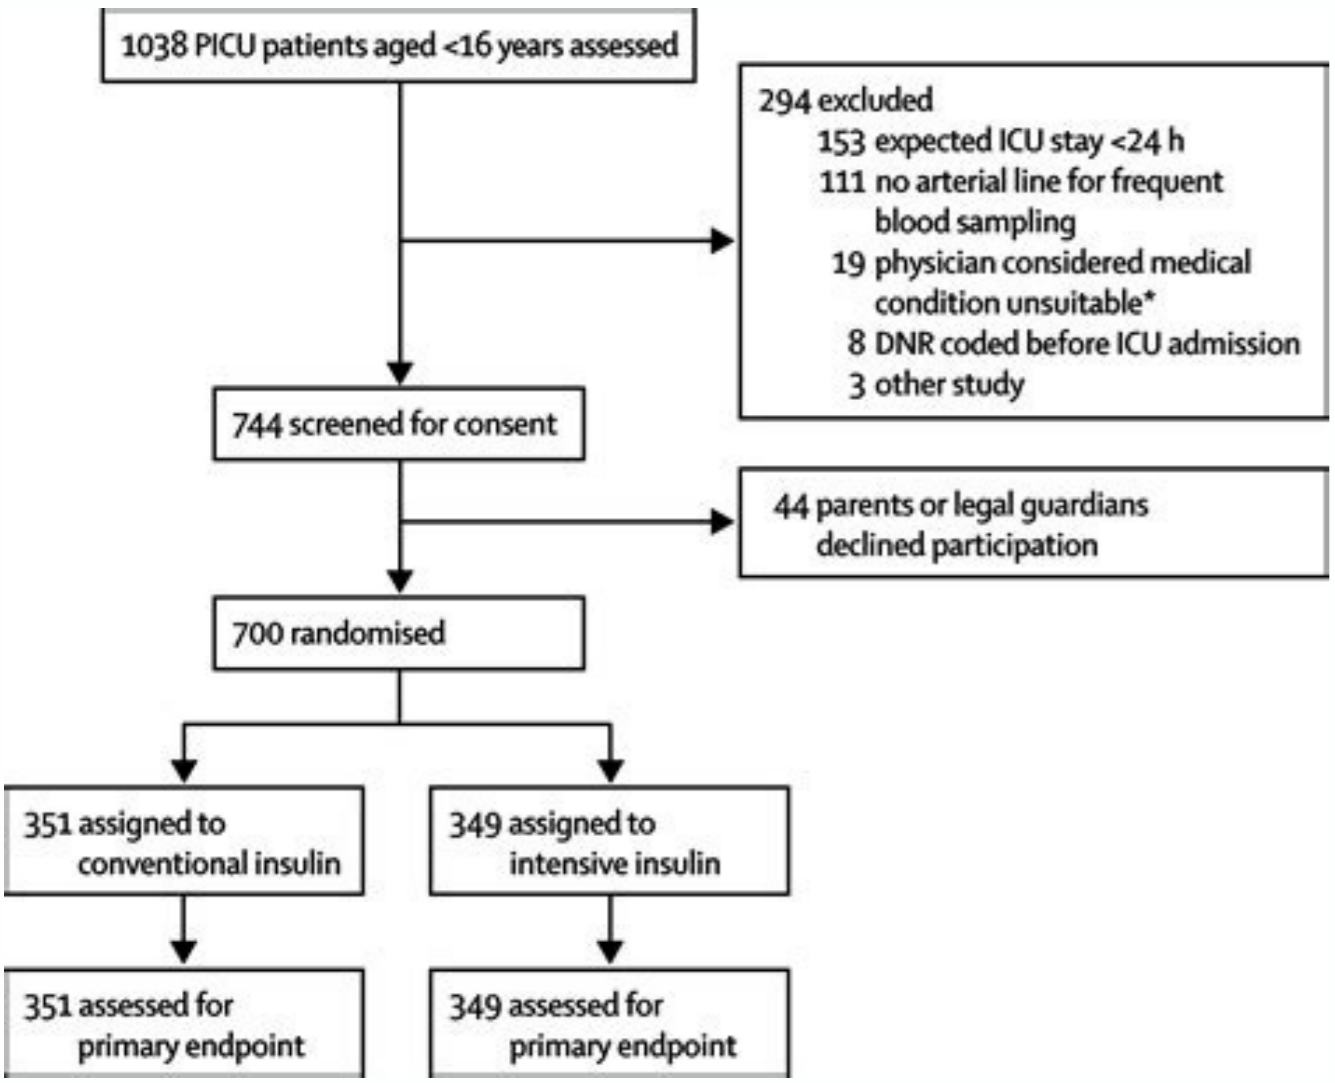 1038 PICU patients aged <16 years assessed
294 excluded
153 expected ICU stay <24 h
111 no arterial line for frequent
blood sampling
19 physician considered medical
condition unsuitable*
8 DNR coded before ICU admission
3 other study
744 screened for consent
44 parents or legal guardians
declined participation
700 randomised
351 assigned to
conventional insulin
349 assigned to
intensive insulin
351 assessed for
primary endpoint
349 assessed for
primary endpoint